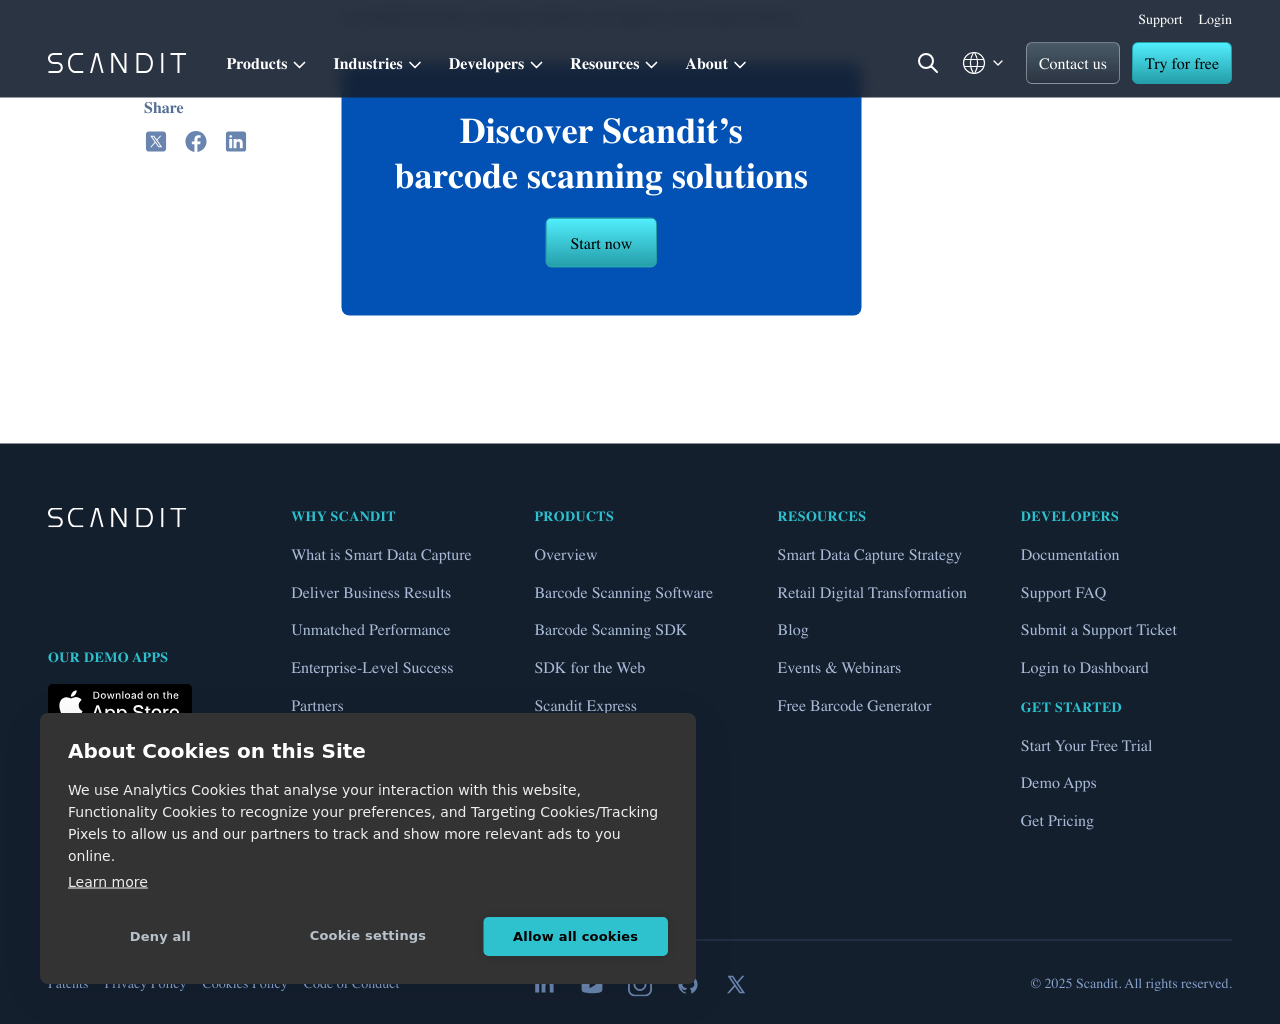 Support Login
SCANDIT Products Industries Developers Resources About Contact us Try for free
Share
Discover Scandit’s
barcode scanning solutions
Start now
SCANDIT
WHY SCANDIT
What is Smart Data Capture
Deliver Business Results
Unmatched Performance
Enterprise-Level Success
Partners
PRODUCTS
Overview
Barcode Scanning Software
Barcode Scanning SDK
SDK for the Web
Scandit Express
RESOURCES
Smart Data Capture Strategy
Retail Digital Transformation
Blog
Events & Webinars
Free Barcode Generator
DEVELOPERS
Documentation
Support FAQ
Submit a Support Ticket
Login to Dashboard
GET STARTED
Start Your Free Trial
Demo Apps
Get Pricing
OUR DEMO APPS
Download on the
App Store
About Cookies on this Site
We use Analytics Cookies that analyse your interaction with this website,
Functionality Cookies to recognize your preferences, and Targeting Cookies/Tracking
Pixels to allow us and our partners to track and show more relevant ads to you
online.
Learn more
Deny all Cookie settings Allow all cookies
Patents Privacy Policy Cookies Policy Code of Conduct
© 2025 Scandit. All rights reserved.